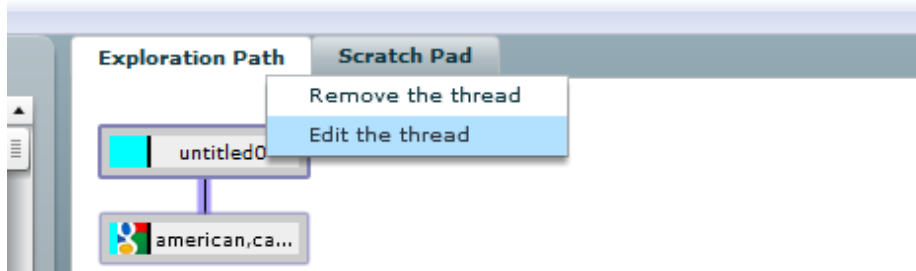 Exploration Path
Scratch Pad
Remove the thread
Edit the thread
untitled0
american,ca...